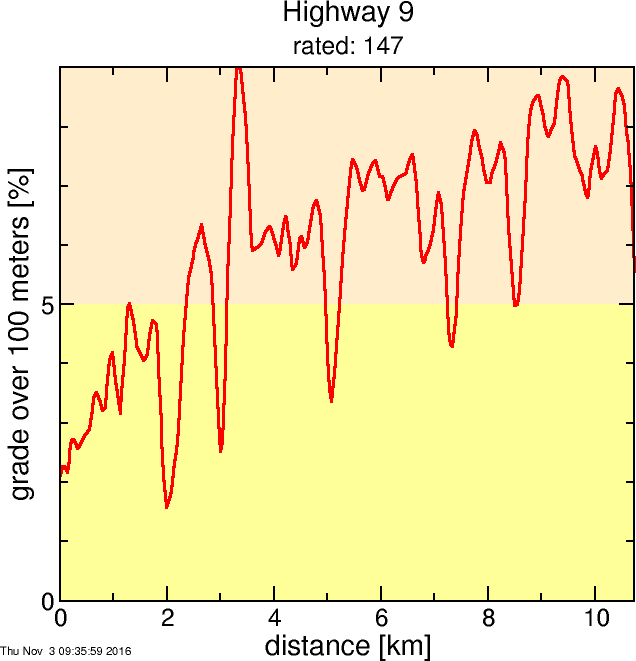 Highway 9
rated: 147
grade over 100 meters [%]
5
0
0 2 4 6 8 10
distance [km]
Thu Nov 3 09:35:59 2016